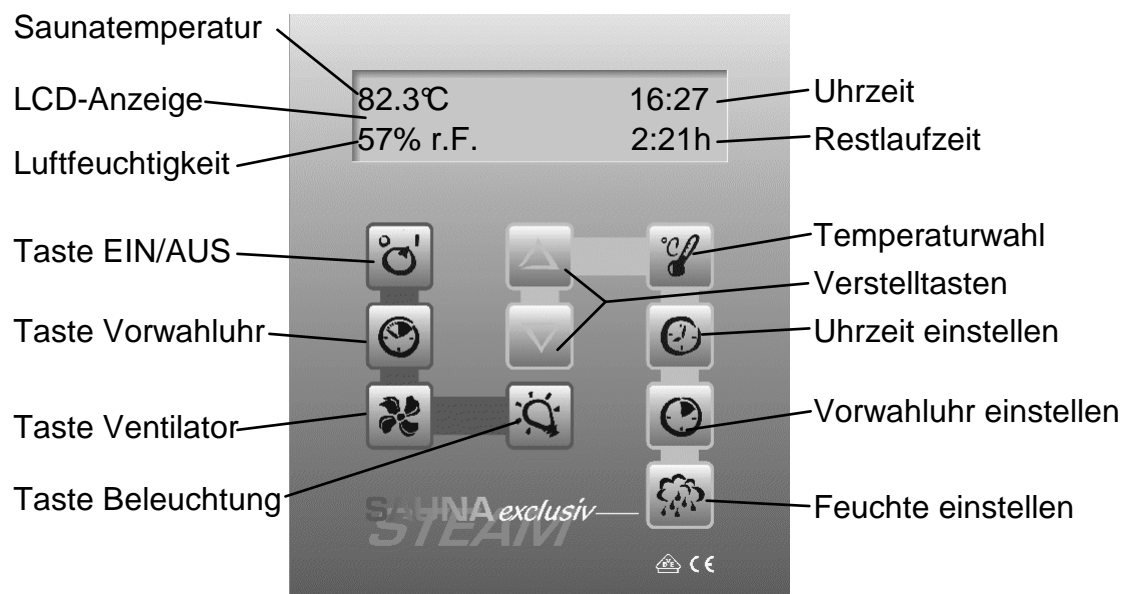 Saunatemperatur
LCD-Anzeige
Luftfeuchtigkeit
82.3°C 16:27
57% r.F. 2:21h
Uhrzeit
Restlaufzeit
Taste EIN/AUS
Taste Vorwahluhr
Taste Ventilator
Taste Beleuchtung
°C
Temperaturwahl
Verstelltasten
Uhrzeit einstellen
Vorwahluhr einstellen
Feuchte einstellen
SAUNA exclusiv
STEAM
CE